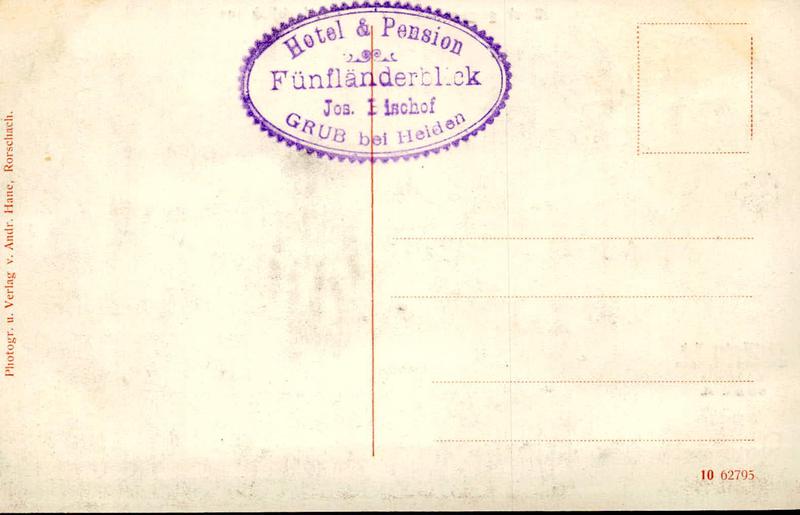 Hotel & Pension
Fünfländerblick
Jos. Bischof
GRUB bei Heiden
Photogr. u. Verlag v. Andr. Hane, Rorschach.
10 62795